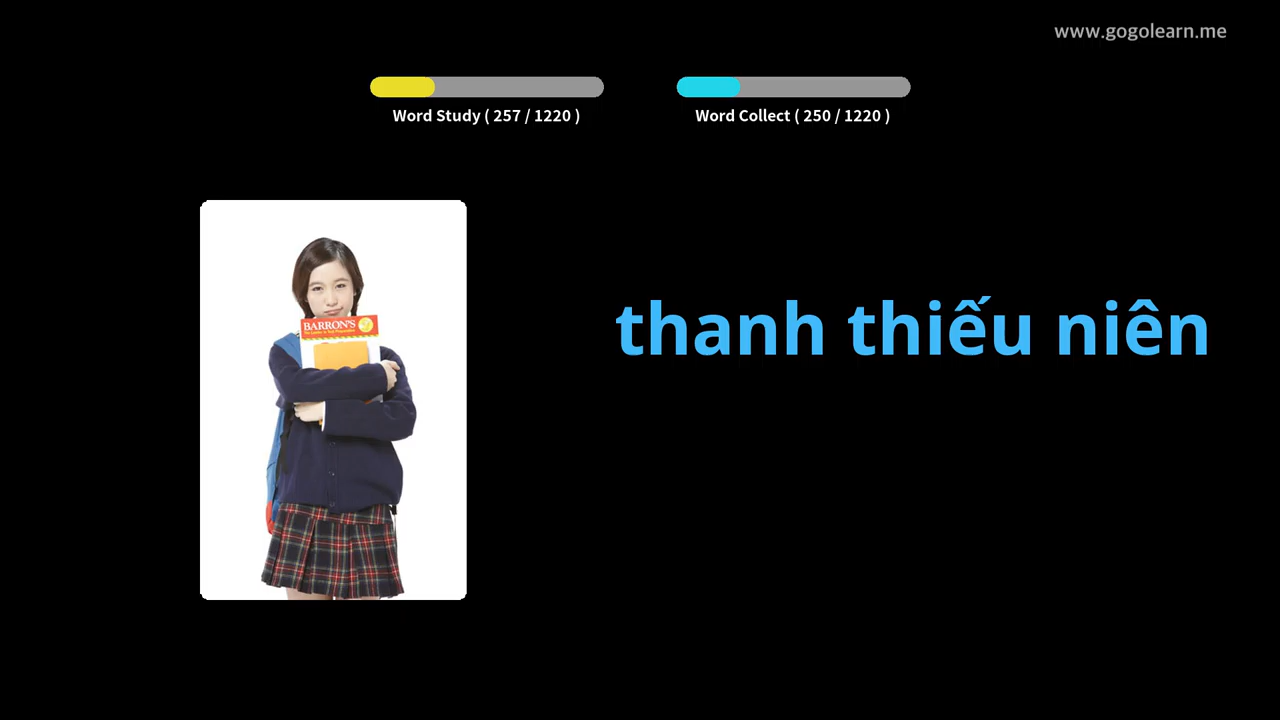 www.gogolearn.me
Word Study ( 257 / 1220 )
Word Collect ( 250 / 1220 )
thanh thiếu niên
BARRON'S